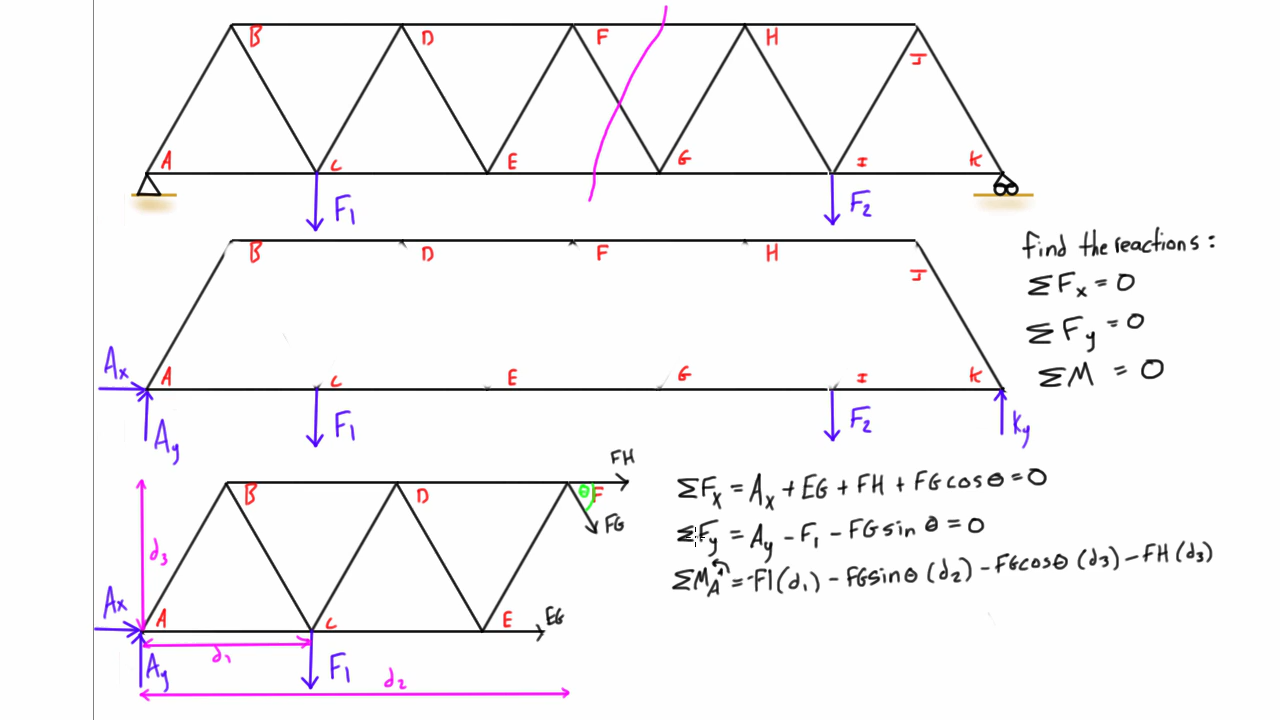 B D F H J
A C E G I K
F1 F2
B D F H J
find the reactions:
ΣFx = 0
ΣFy = 0
ΣM = 0
Ax A C E G I K
Ay F1 F2 Ky
FH
B D θ F
FG
d3
Ax A C E EG
Ay d1 F1
d2
ΣFx = Ax + EG + FH + FG cos θ = 0
ΣFy = Ay - F1 - FG sin θ = 0
ΣMA = -F1(d1) - FG sin θ (d2) - FG cos θ (d3) - FH (d3)